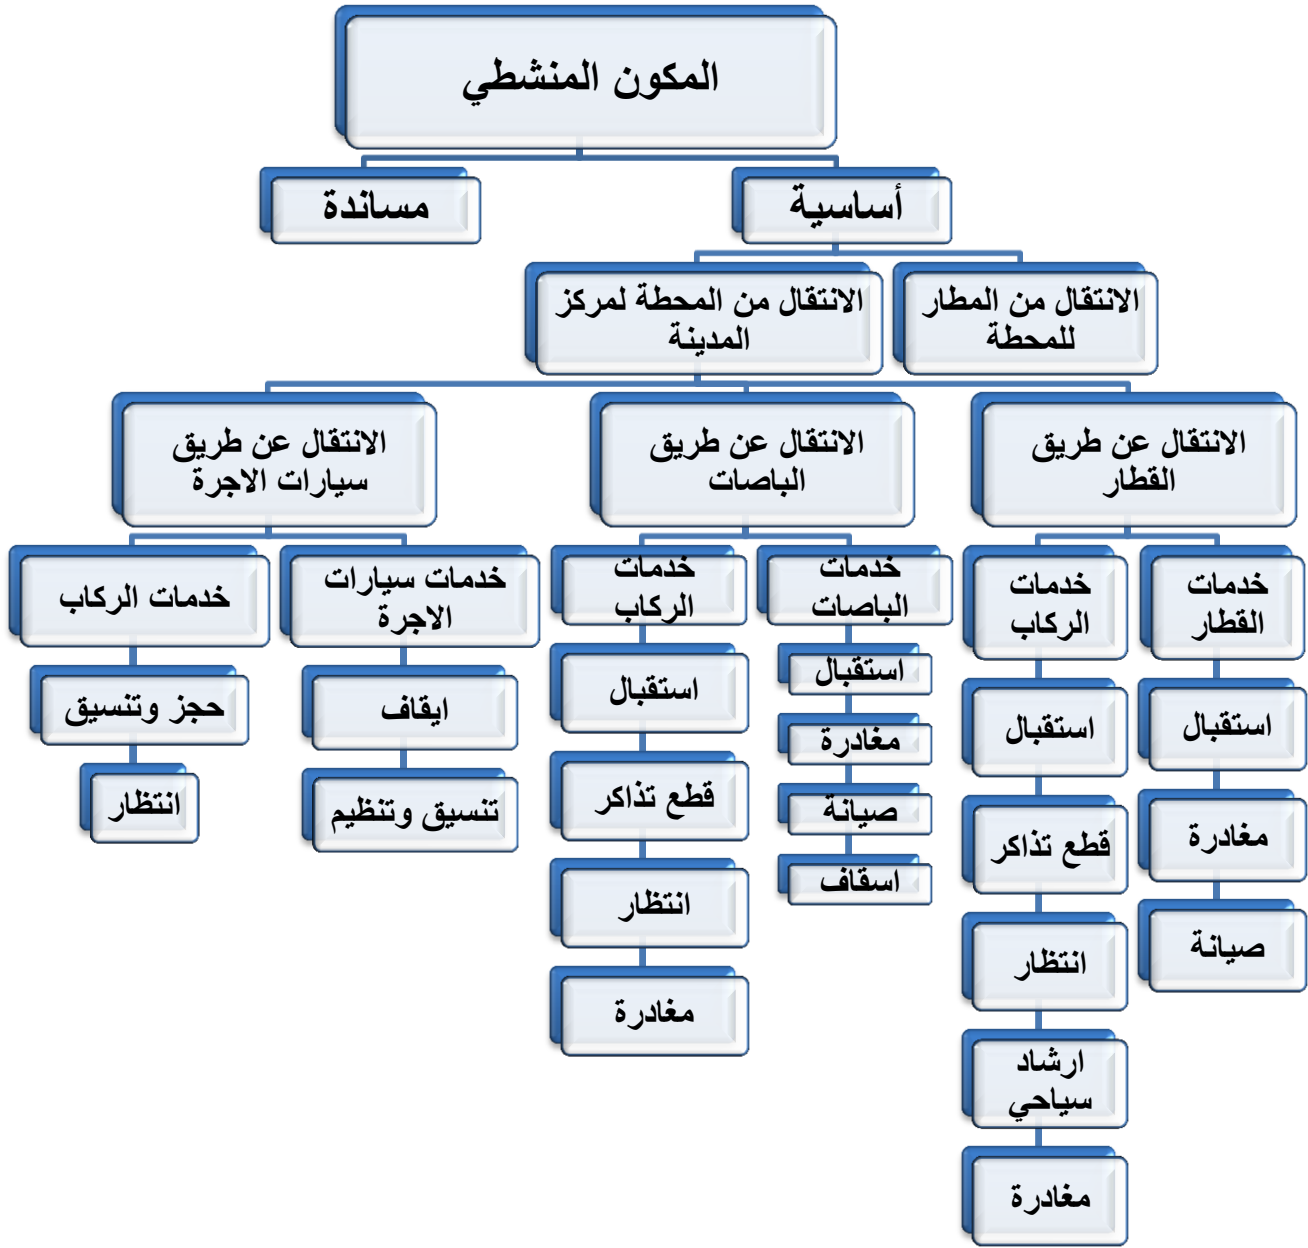 المكون المنشطي
أساسية
مساندة
الانتقال من المطار
للمحطة
الانتقال من المحطة لمركز
المدينة
الانتقال عن طريق
القطار
الانتقال عن طريق
الباصات
الانتقال عن طريق
سيارات الاجرة
خدمات
القطار
استقبال
مغادرة
صيانة
خدمات
الركاب
استقبال
قطع تذاكر
انتظار
ارشاد
سياحي
مغادرة
خدمات
الباصات
استقبال
مغادرة
صيانة
اسقاف
خدمات
الركاب
استقبال
قطع تذاكر
انتظار
مغادرة
خدمات سيارات
الاجرة
ايقاف
تنسيق وتنظيم
خدمات الركاب
حجز وتنسيق
انتظار